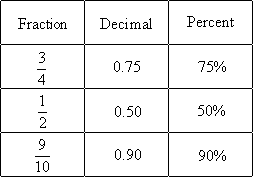 Fraction Decimal Percent
3/4 0.75 75%
1/2 0.50 50%
9/10 0.90 90%